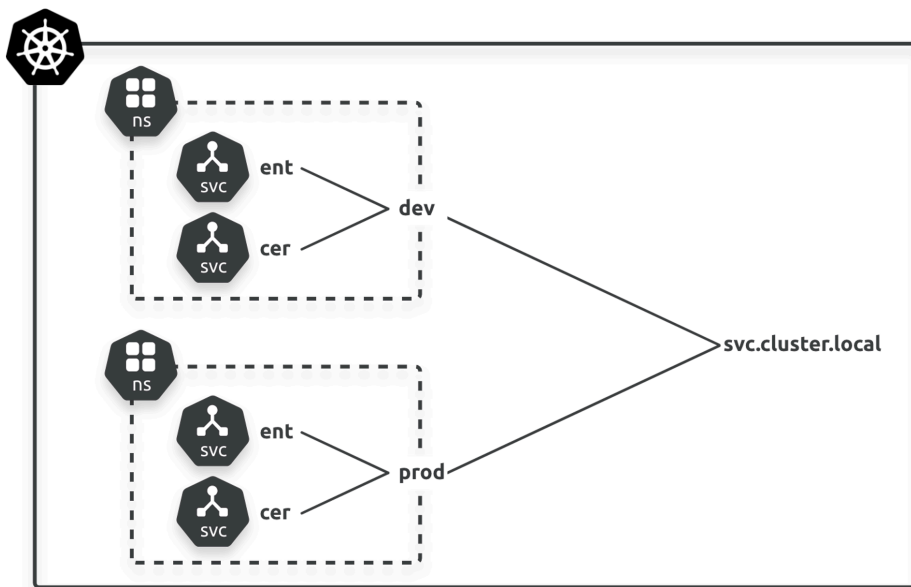 ns
svc
ent
svc
cer
dev
svc.cluster.local
ns
svc
ent
svc
cer
prod